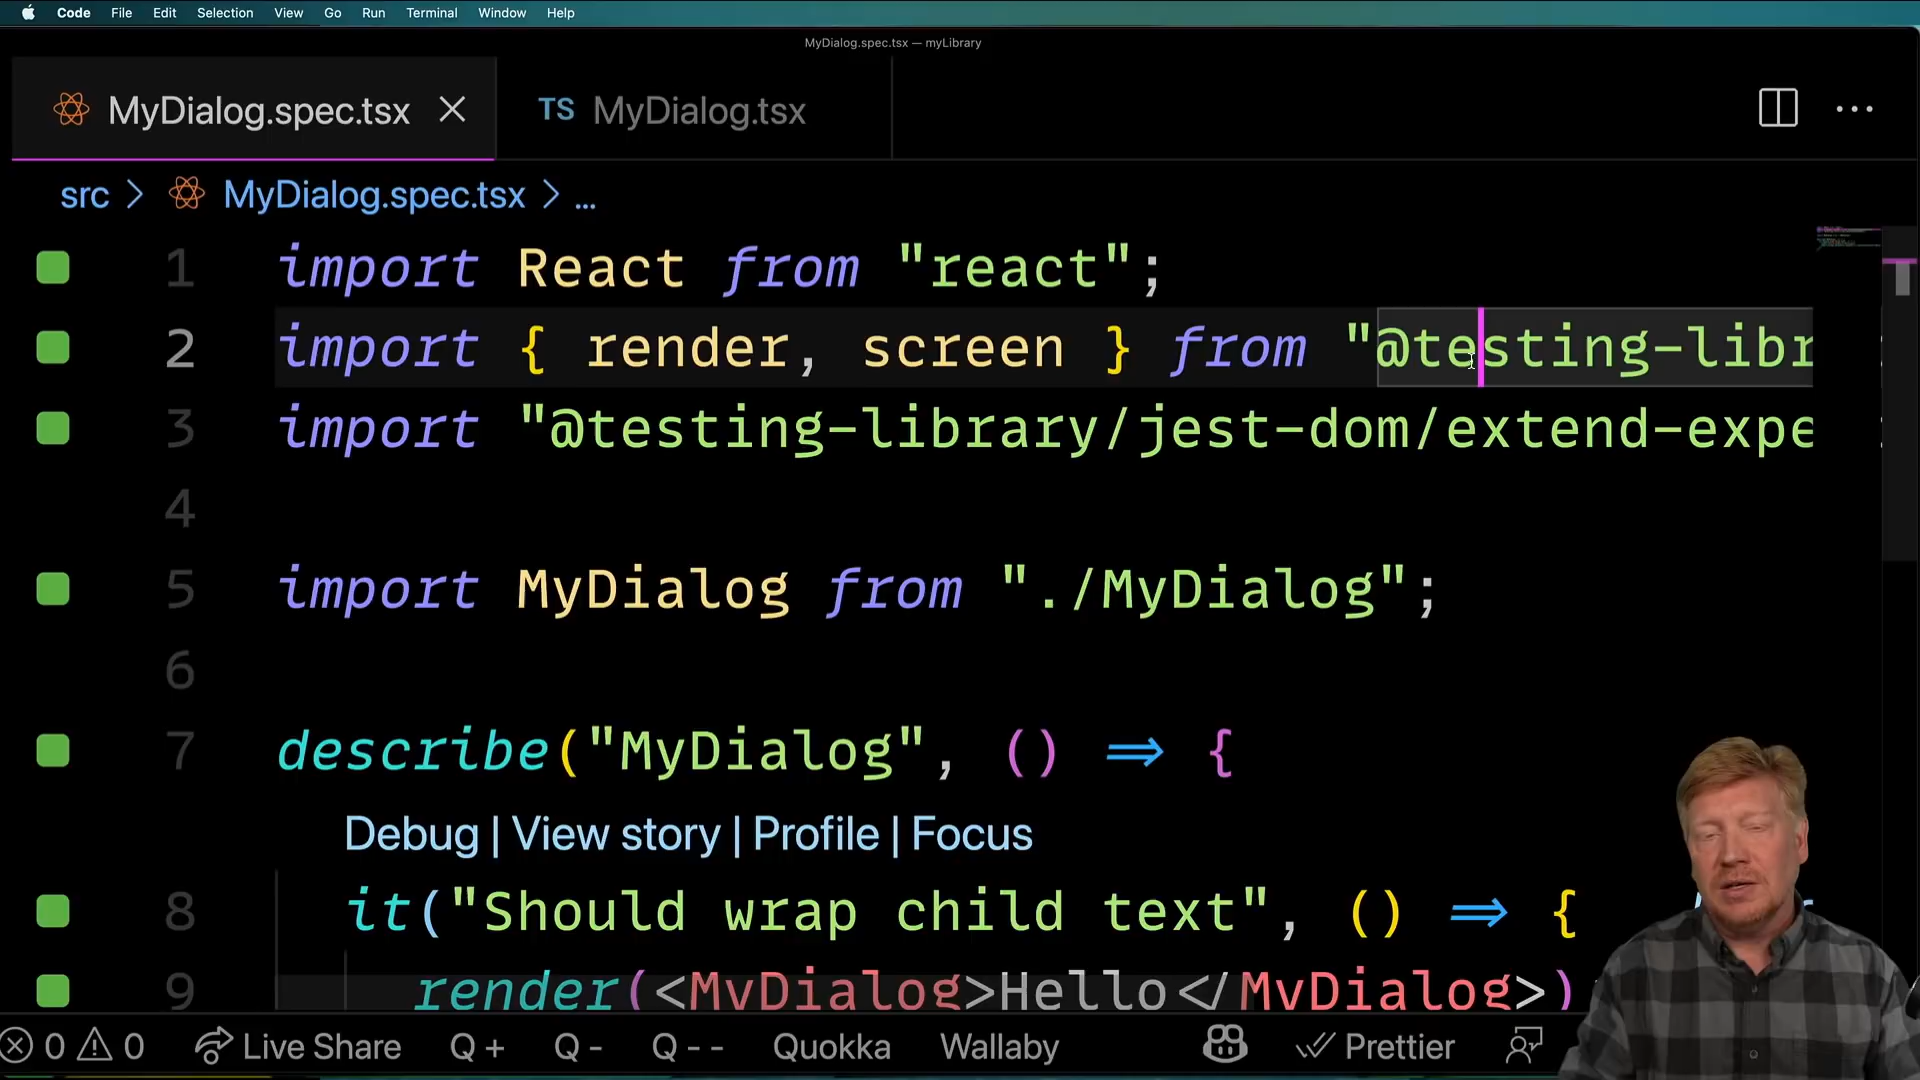 Code File Edit Selection View Go Run Terminal Window Help
MyDialog.spec.tsx — myLibrary
MyDialog.spec.tsx TS MyDialog.tsx
src > MyDialog.spec.tsx > ...
1 import React from "react";
2 import { render, screen } from "@testing-libr
3 import "@testing-library/jest-dom/extend-expe
4
5 import MyDialog from "./MyDialog";
6
7 describe("MyDialog", () => {
Debug | View story | Profile | Focus
8 it("Should wrap child text", () => {
9 render(<MyDialog>Hello</MyDialog>)
0 0 Live Share Q + Q - Q - - Quokka Wallaby Prettier